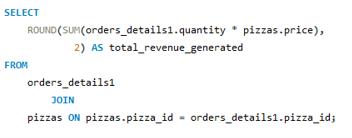 SELECT
ROUND(SUM(orders_details1.quantity * pizzas.price),
2) AS total_revenue_generated
FROM
orders_details1
JOIN
pizzas ON pizzas.pizza_id = orders_details1.pizza_id;